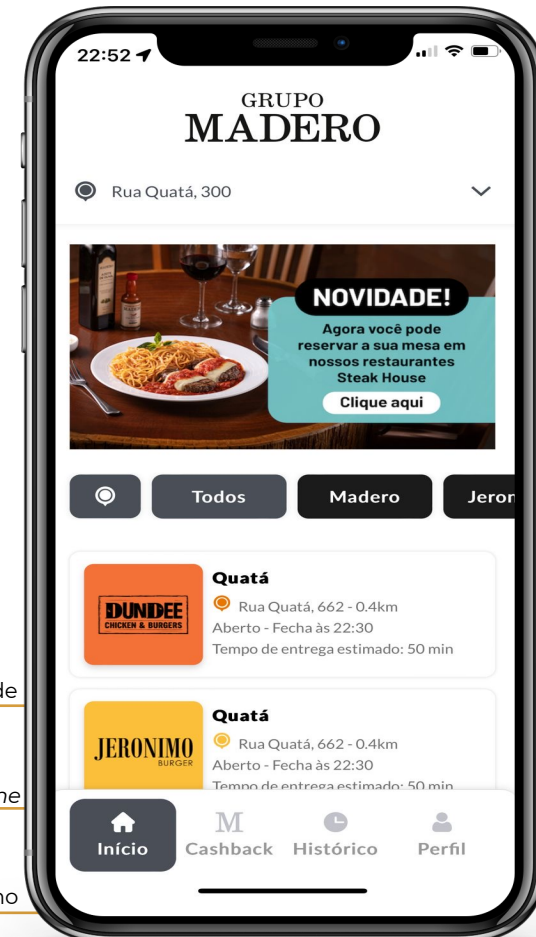 22:52
GRUPO
MADERO
Rua Quatá, 300
NOVIDADE!
Agora você pode
reservar a sua mesa em
nossos restaurantes
Steak House
Clique aqui
Todos
Madero
Jeron
Quatá
DUNDEE
CHICKEN & BURGERS
Rua Quatá, 662 - 0.4km
Aberto - Fecha às 22:30
Tempo de entrega estimado: 50 min
Quatá
JERONIMO
BURGER
Rua Quatá, 662 - 0.4km
Aberto - Fecha às 22:30
Tempo de entrega estimado: 50 min
M
Início
Cashback
Histórico
Perfil
de
ne
no